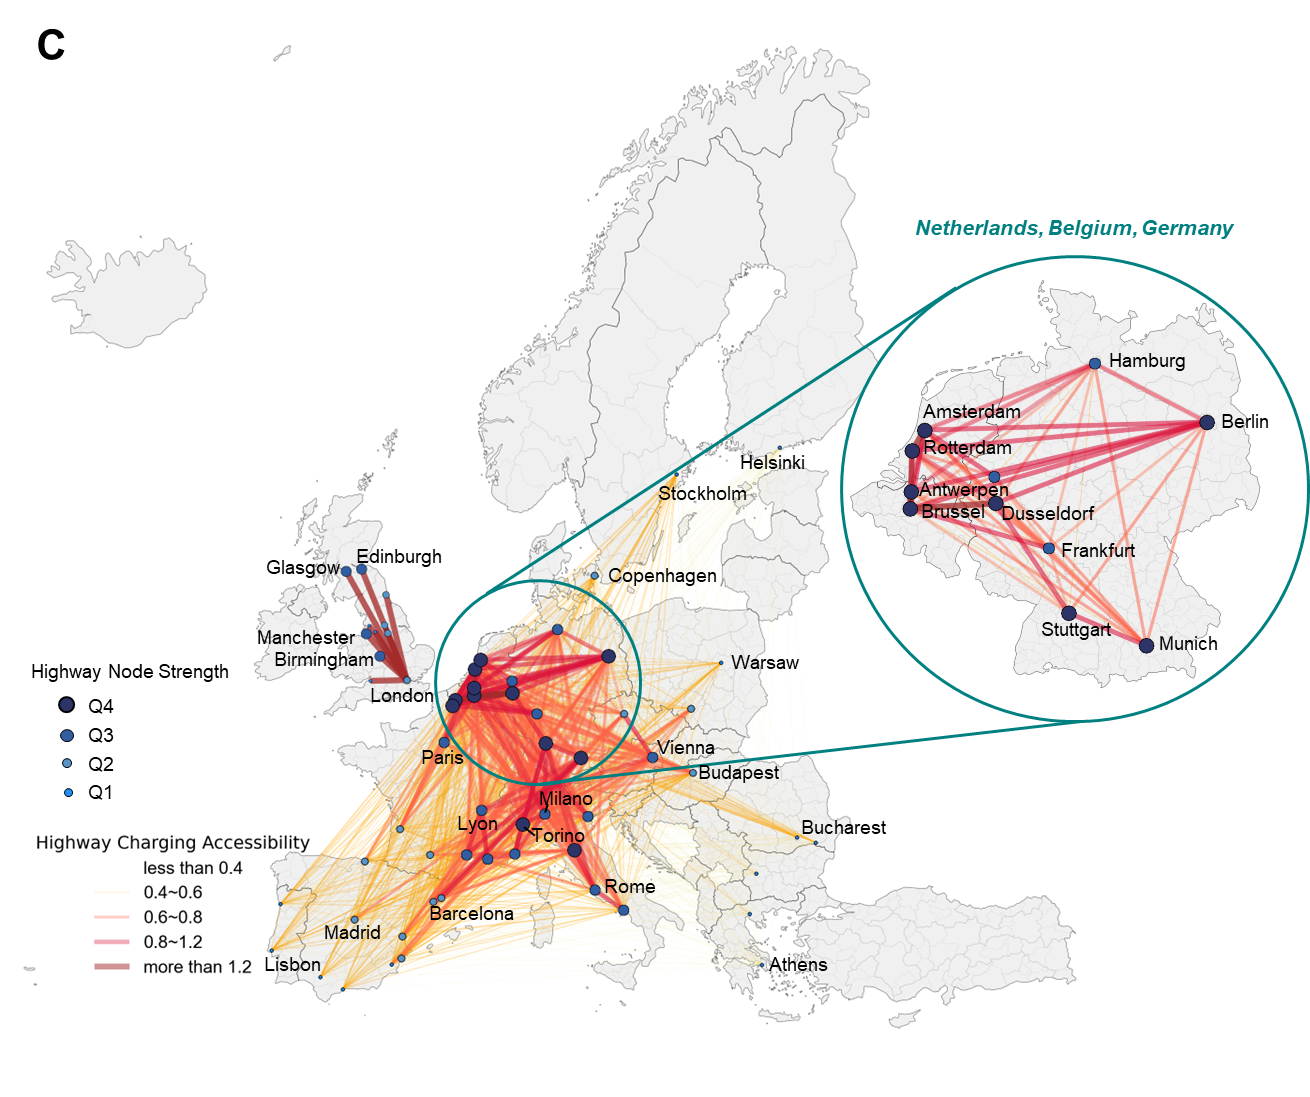 C
Netherlands, Belgium, Germany
Hamburg
Amsterdam
Berlin
Rotterdam
Antwerpen
Brussel
Dusseldorf
Frankfurt
Stuttgart
Munich
Helsinki
Stockholm
Copenhagen
Glasgow
Edinburgh
Manchester
Birmingham
London
Warsaw
Paris
Vienna
Budapest
Milano
Lyon
Torino
Bucharest
Rome
Barcelona
Madrid
Lisbon
Athens
Highway Node Strength
Q4
Q3
Q2
Q1
Highway Charging Accessibility
less than 0.4
0.4~0.6
0.6~0.8
0.8~1.2
more than 1.2